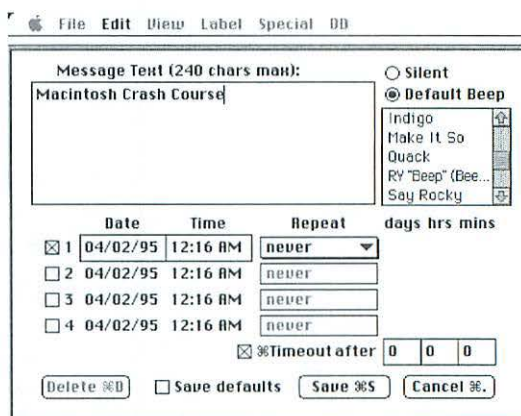 File Edit View Label Special DD
Message Text (240 chars max):
Macintosh Crash Course
Silent
Default Beep
Indigo
Make It So
Quack
RY "Beep" (Bee...
Say Rocky
Date Time Repeat days hrs mins
1 04/02/95 12:16 AM never
2 04/02/95 12:16 AM never
3 04/02/95 12:16 AM never
4 04/02/95 12:16 AM never
⌘Timeout after 0 0 0
Delete ⌘D Save defaults Save ⌘S Cancel ⌘.